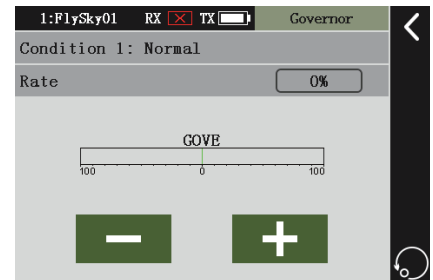 1:FlySky01 RX TX Governor
Condition 1: Normal
Rate 0%
GOVE
100 0 100